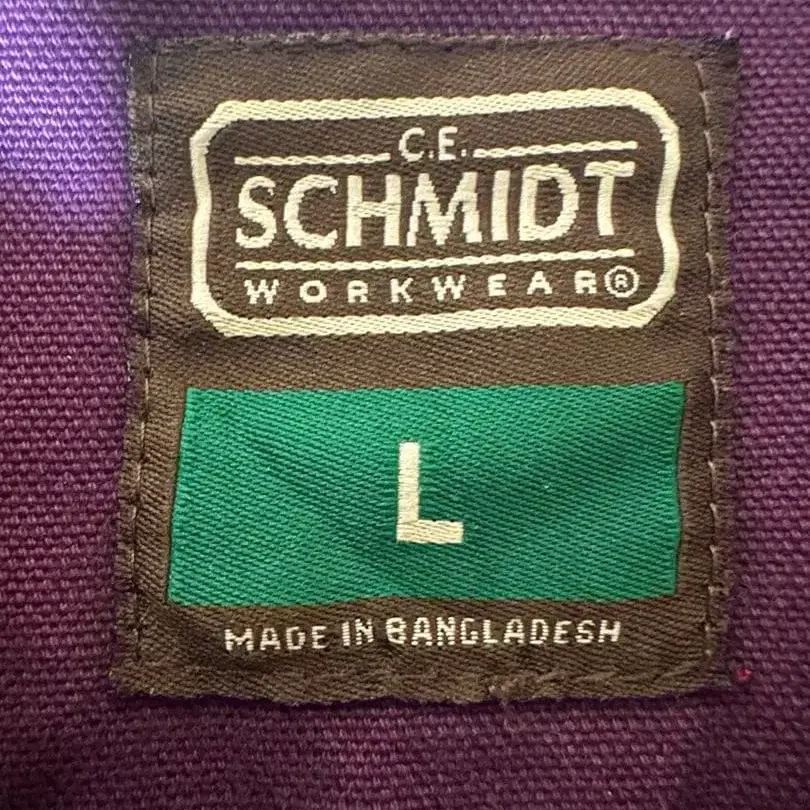 C.E.
SCHMIDT
WORKWEAR®
L
MADE IN BANGLADESH